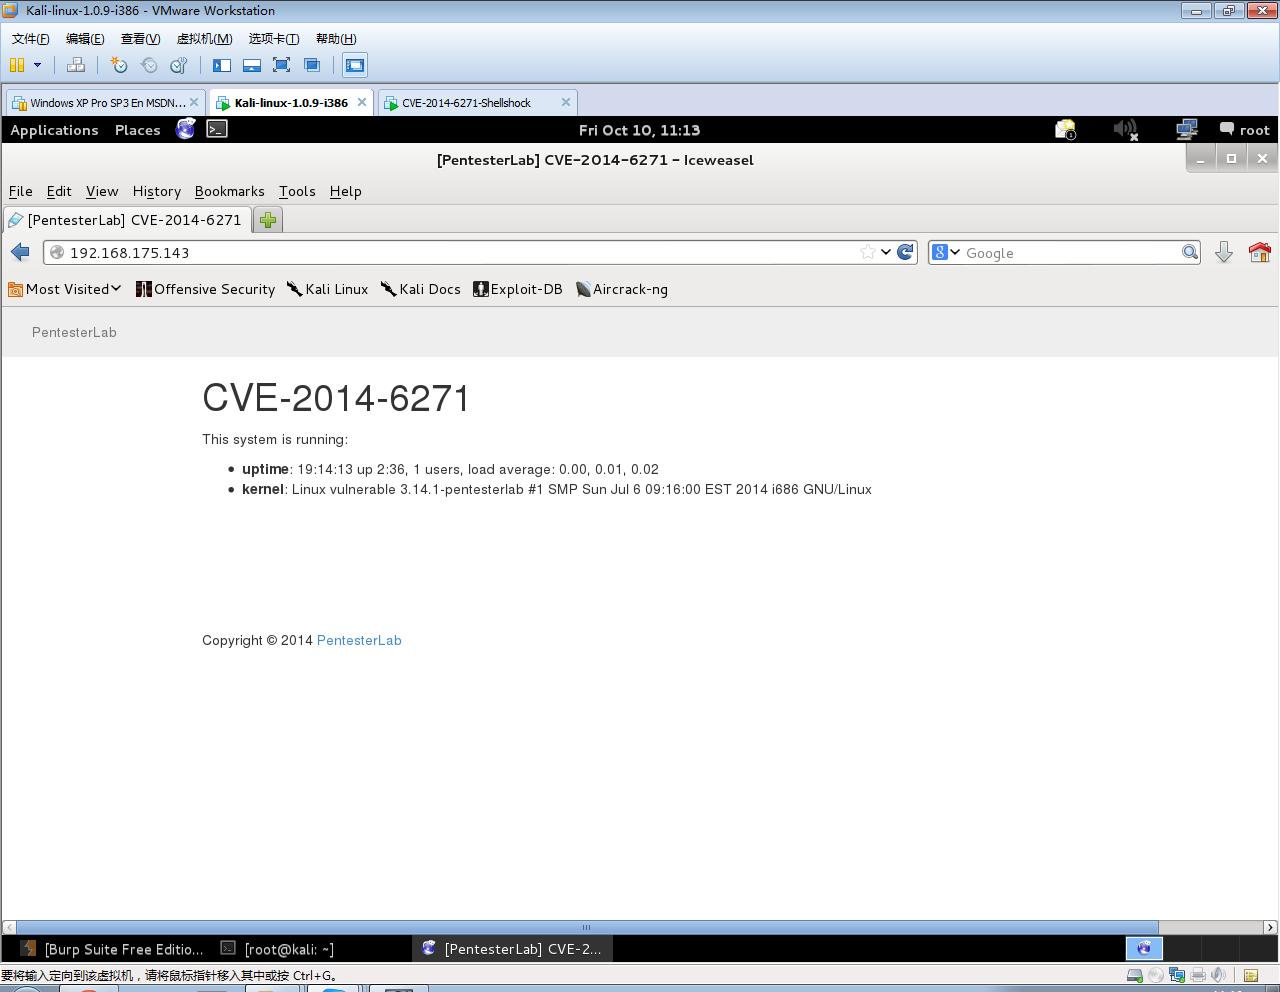 Kali-linux-1.0.9-i386 - VMware Workstation
文件(F) 编辑(E) 查看(V) 虚拟机(M) 选项卡(T) 帮助(H)
Windows XP Pro SP3 En MSDN... Kali-linux-1.0.9-i386 CVE-2014-6271-Shellshock
Applications Places Fri Oct 10, 11:13 root
[PentesterLab] CVE-2014-6271 - Iceweasel
File Edit View History Bookmarks Tools Help
[PentesterLab] CVE-2014-6271
192.168.175.143 Google
Most Visited Offensive Security Kali Linux Kali Docs Exploit-DB Aircrack-ng
PentesterLab
CVE-2014-6271
This system is running:
• uptime: 19:14:13 up 2:36, 1 users, load average: 0.00, 0.01, 0.02
• kernel: Linux vulnerable 3.14.1-pentesterlab #1 SMP Sun Jul 6 09:16:00 EST 2014 i686 GNU/Linux
Copyright © 2014 PentesterLab
[Burp Suite Free Editio... [root@kali: ~] [PentesterLab] CVE-2...
要将输入定向到该虚拟机，请将鼠标指针移入其中或按 Ctrl+G。